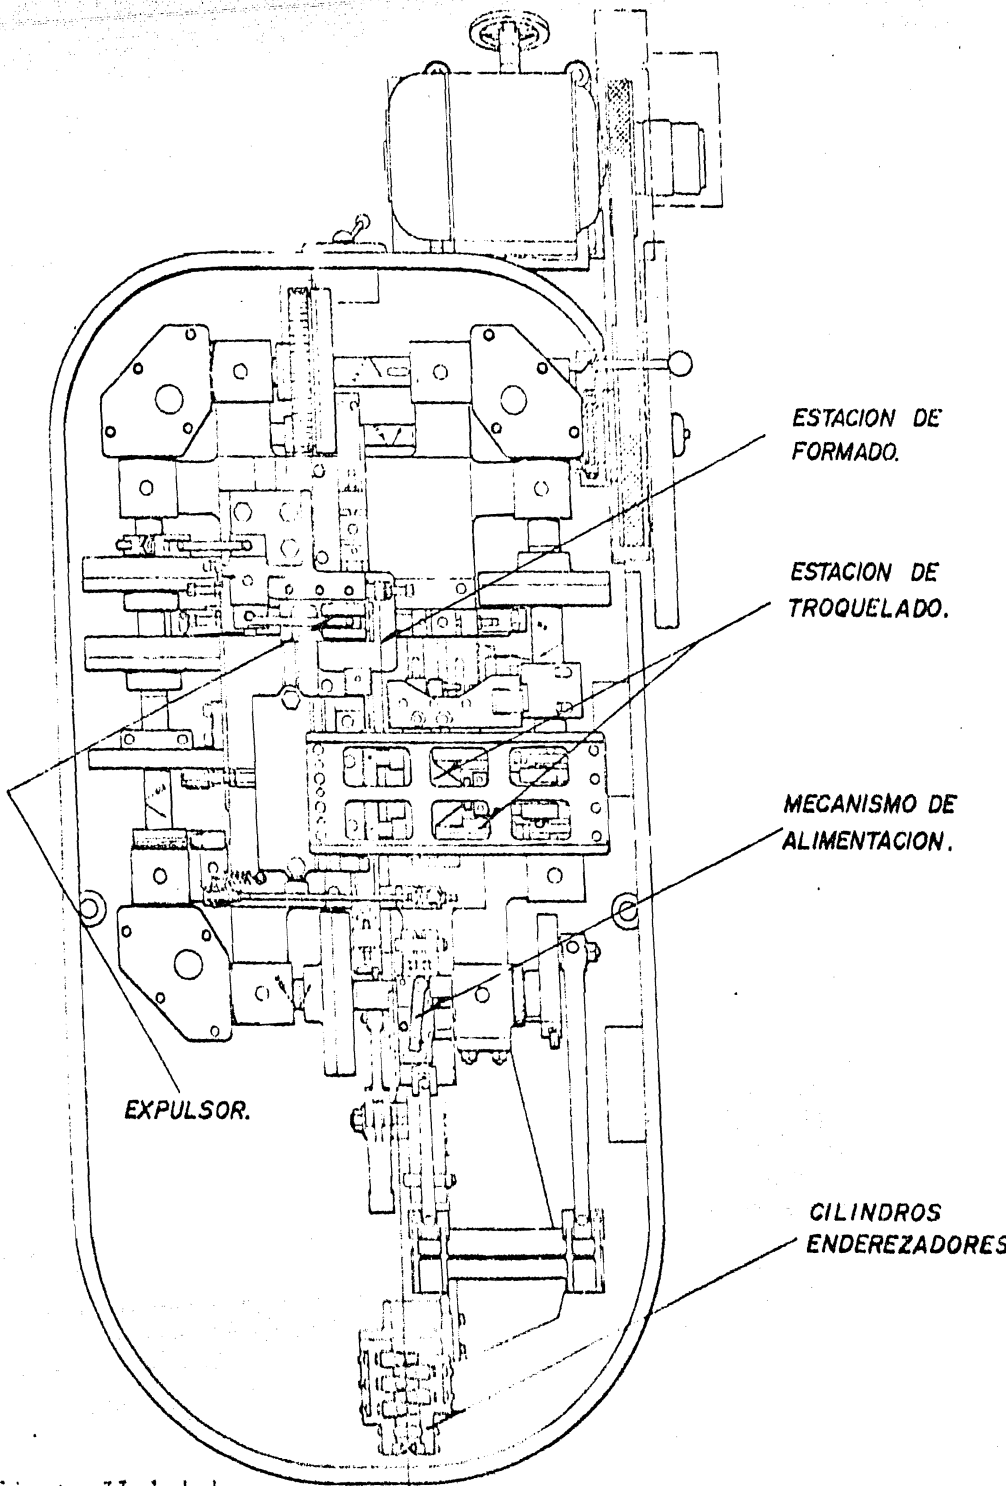 ESTACION DE
FORMADO.
ESTACION DE
TROQUELADO.
MECANISMO DE
ALIMENTACION.
EXPULSOR.
CILINDROS
ENDEREZADORES